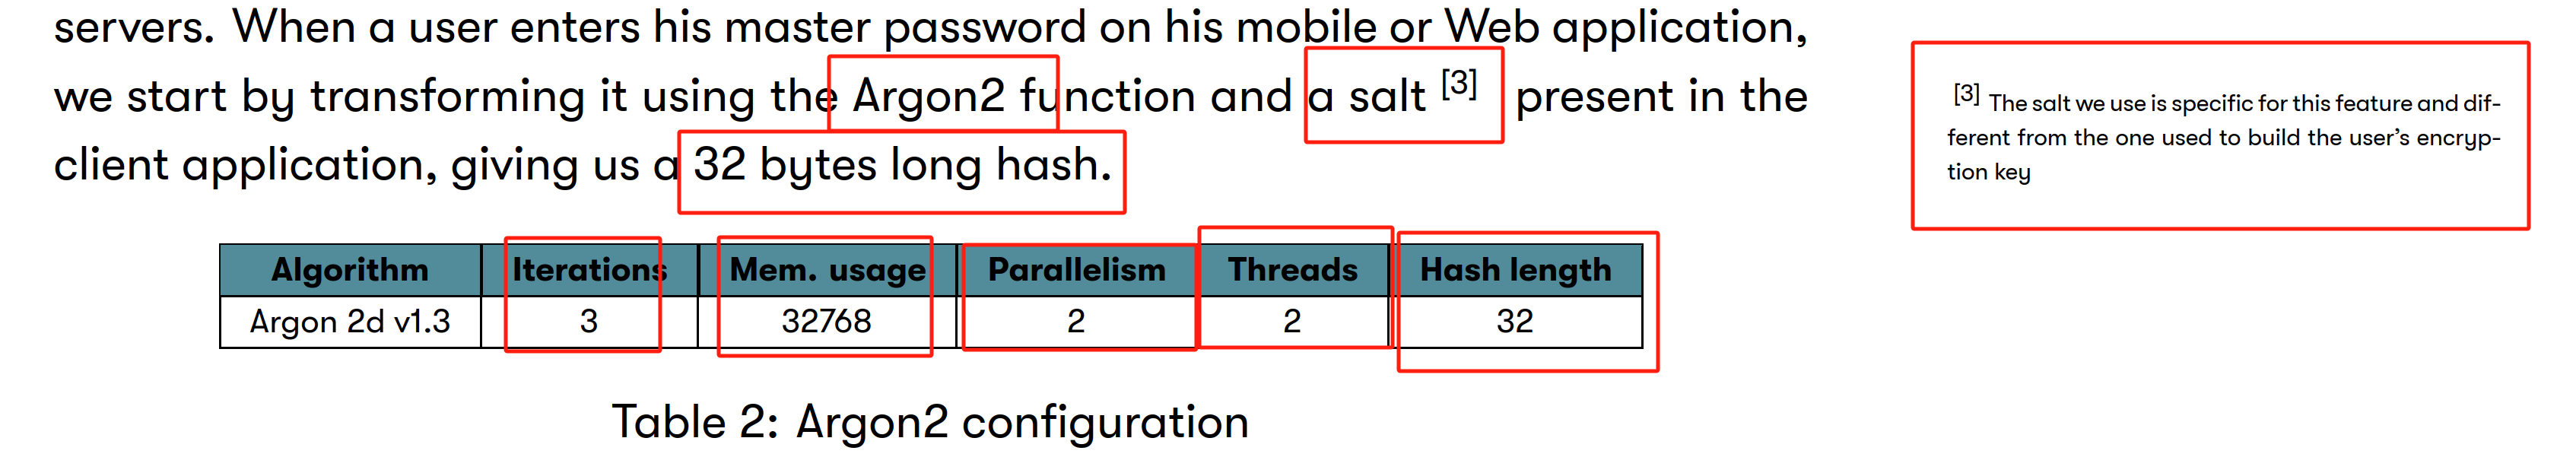 servers. When a user enters his master password on his mobile or Web application,
we start by transforming it using the Argon2 function and a salt [3] present in the
client application, giving us a 32 bytes long hash.
[3] The salt we use is specific for this feature and dif-
ferent from the one used to build the user’s encryp-
tion key
Algorithm Iterations Mem. usage Parallelism Threads Hash length
Argon 2d v1.3 3 32768 2 2 32
Table 2: Argon2 configuration